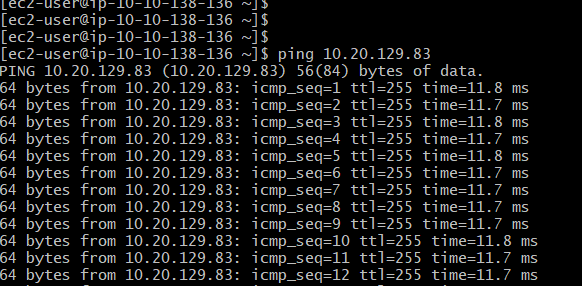 [ec2-user@ip-10-10-138-136 ~]$
[ec2-user@ip-10-10-138-136 ~]$
[ec2-user@ip-10-10-138-136 ~]$
[ec2-user@ip-10-10-138-136 ~]$ ping 10.20.129.83
PING 10.20.129.83 (10.20.129.83) 56(84) bytes of data.
64 bytes from 10.20.129.83: icmp_seq=1 ttl=255 time=11.8 ms
64 bytes from 10.20.129.83: icmp_seq=2 ttl=255 time=11.7 ms
64 bytes from 10.20.129.83: icmp_seq=3 ttl=255 time=11.8 ms
64 bytes from 10.20.129.83: icmp_seq=4 ttl=255 time=11.7 ms
64 bytes from 10.20.129.83: icmp_seq=5 ttl=255 time=11.8 ms
64 bytes from 10.20.129.83: icmp_seq=6 ttl=255 time=11.7 ms
64 bytes from 10.20.129.83: icmp_seq=7 ttl=255 time=11.7 ms
64 bytes from 10.20.129.83: icmp_seq=8 ttl=255 time=11.7 ms
64 bytes from 10.20.129.83: icmp_seq=9 ttl=255 time=11.7 ms
64 bytes from 10.20.129.83: icmp_seq=10 ttl=255 time=11.8 ms
64 bytes from 10.20.129.83: icmp_seq=11 ttl=255 time=11.7 ms
64 bytes from 10.20.129.83: icmp_seq=12 ttl=255 time=11.7 ms